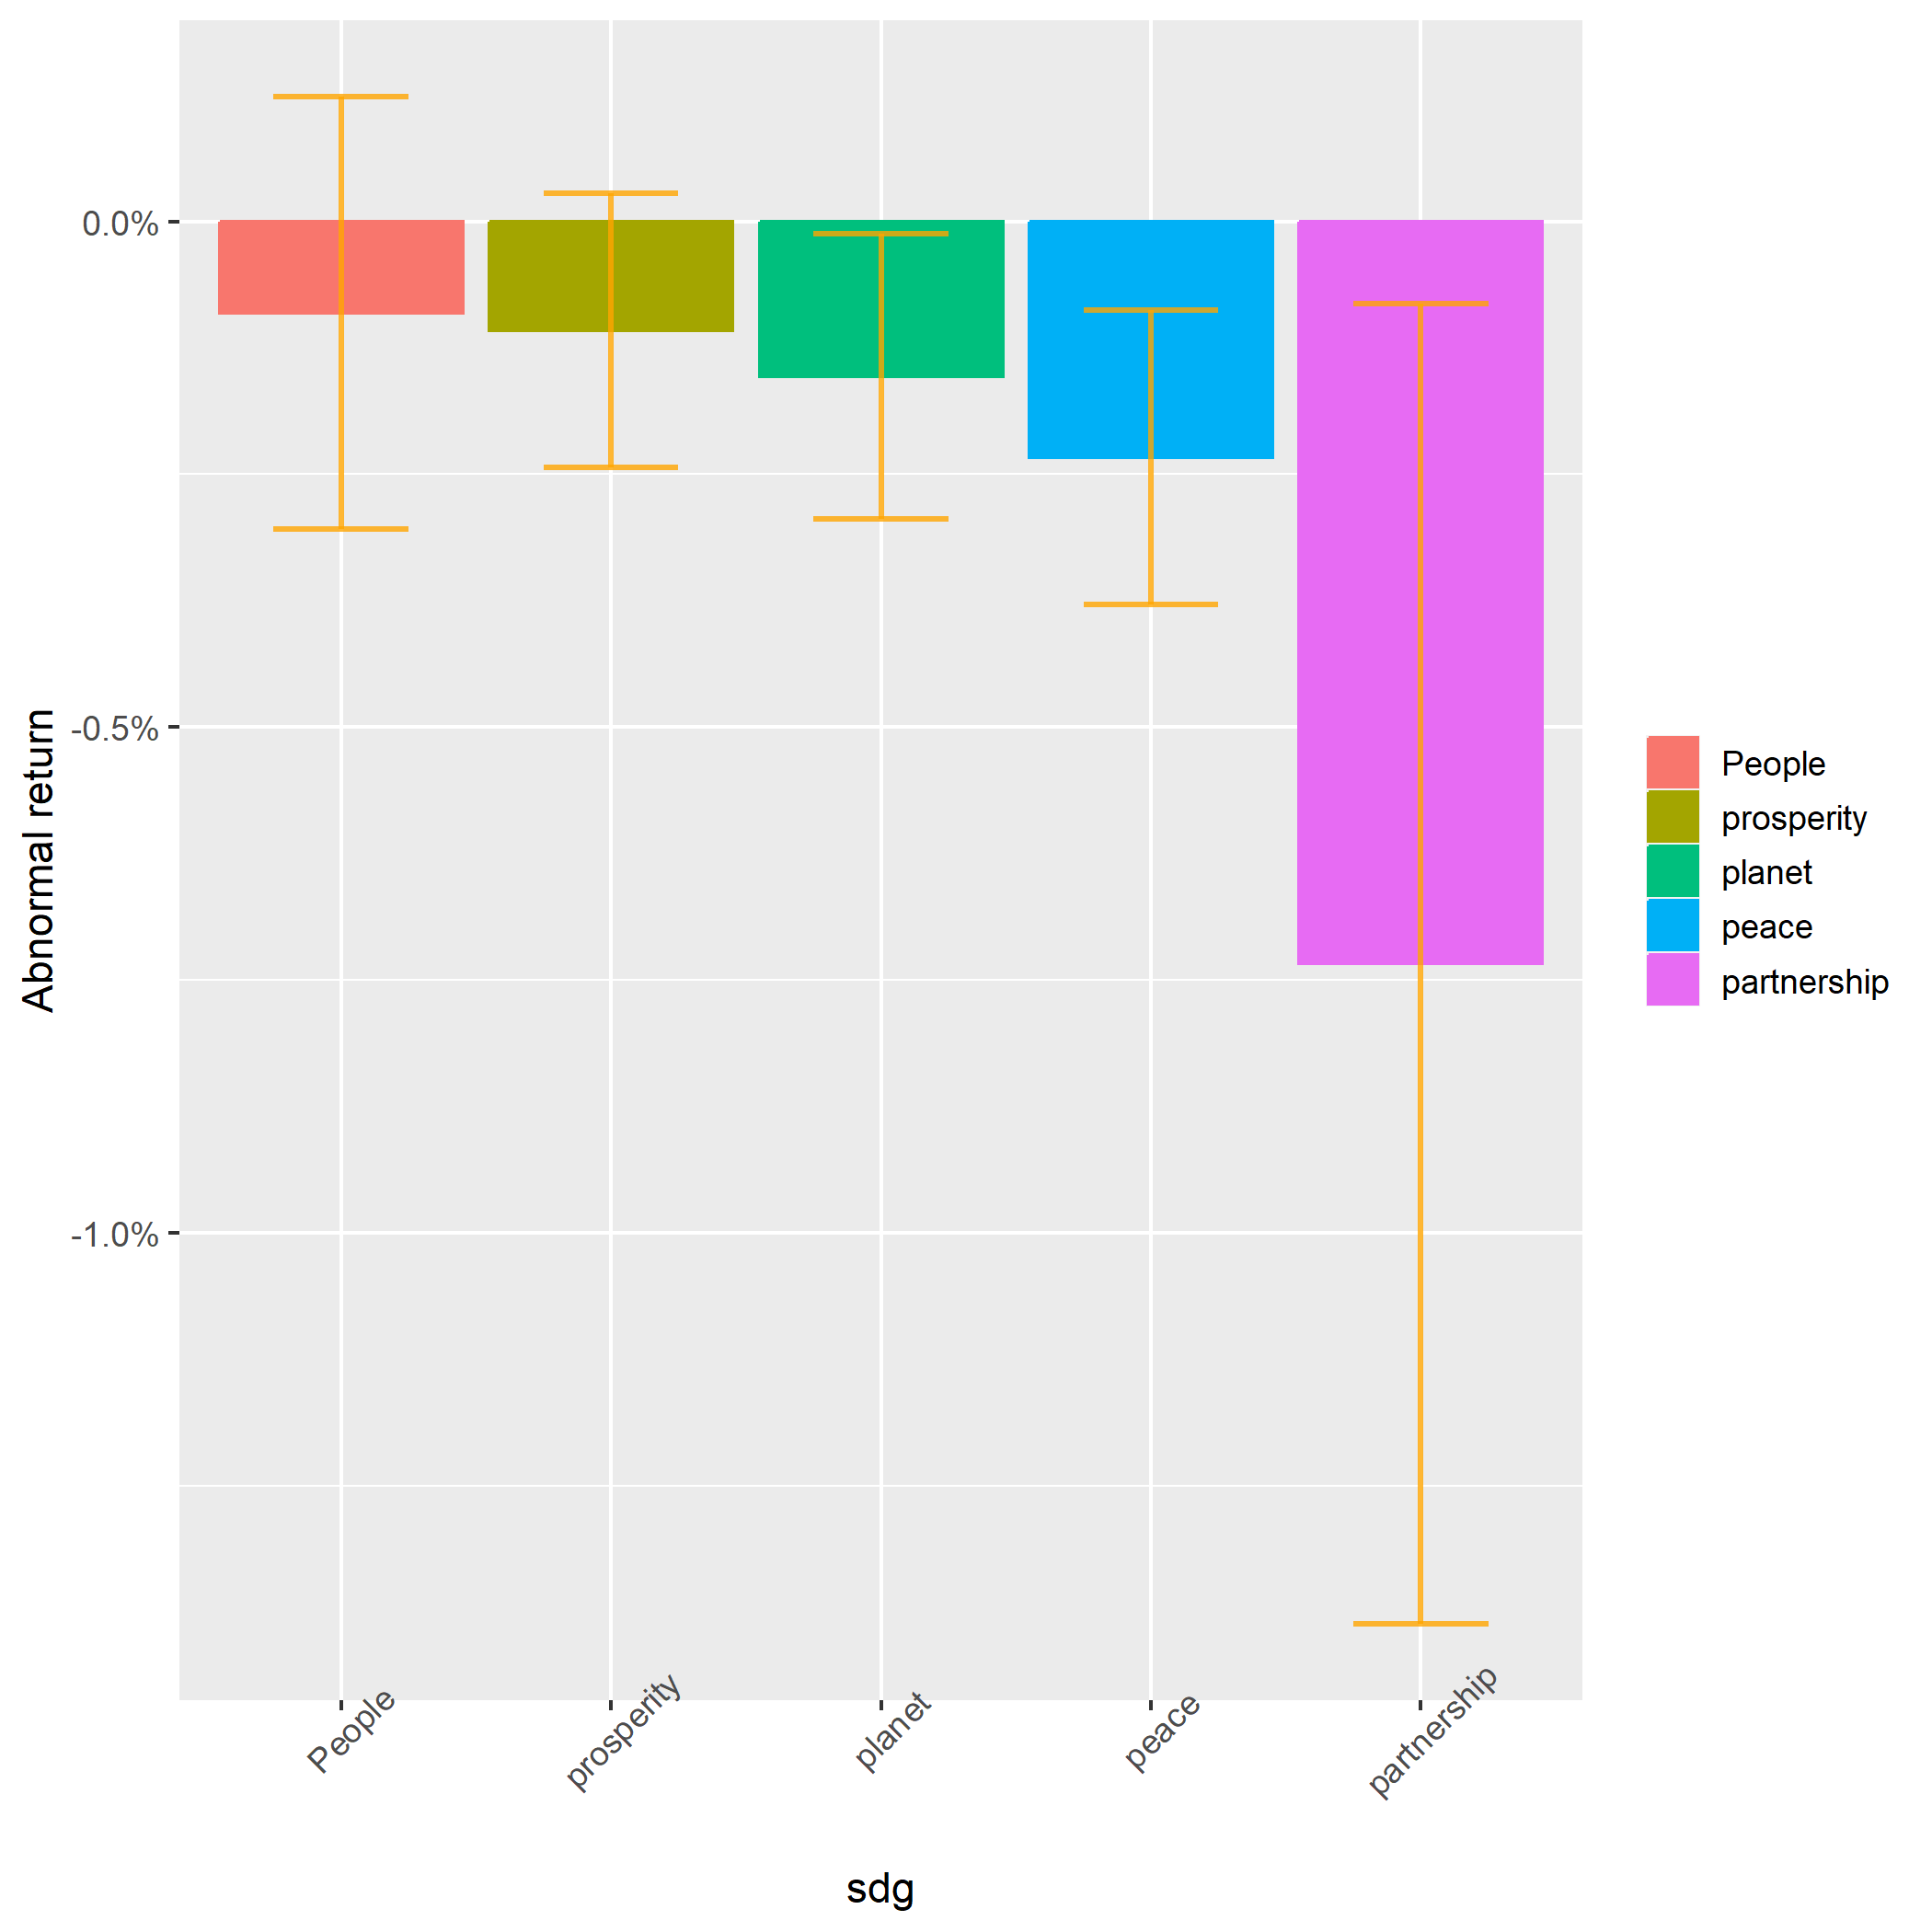 Abnormal return
0.0%
-0.5%
-1.0%
People
prosperity
planet
peace
partnership
sdg
People
prosperity
planet
peace
partnership